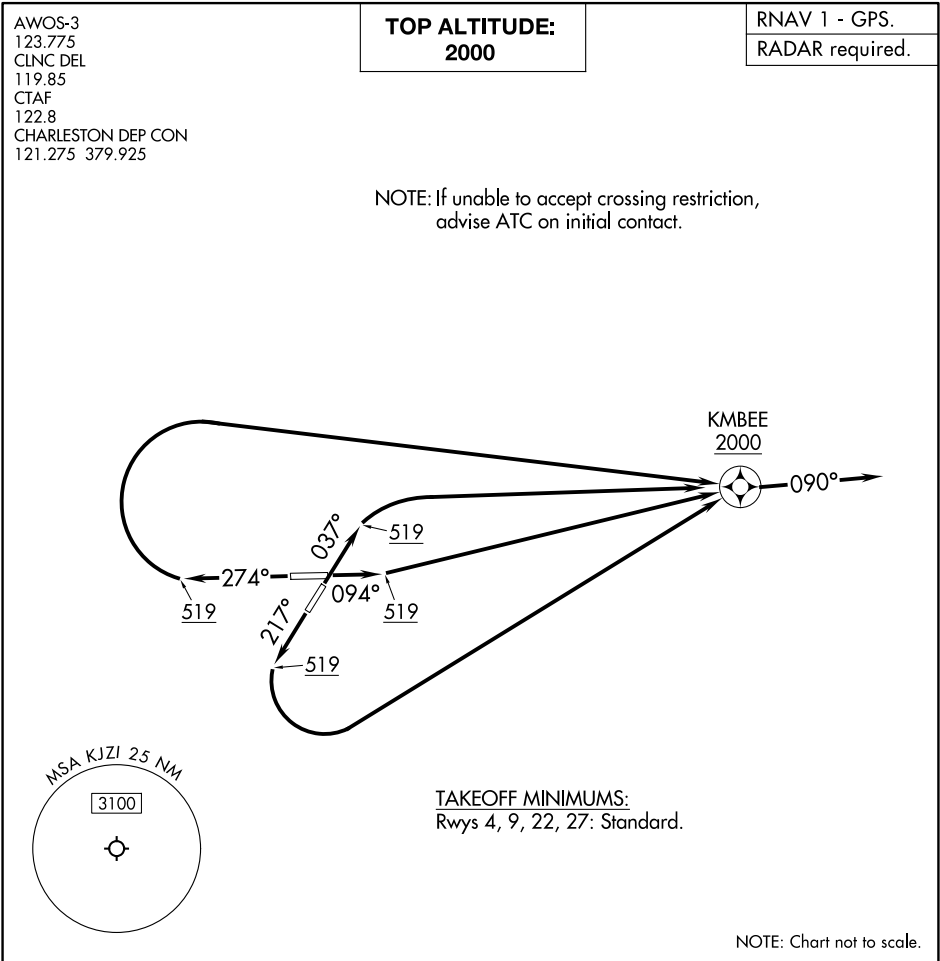 AWOS-3
123.775
CLNC DEL
119.85
CTAF
122.8
CHARLESTON DEP CON
121.275 379.925
TOP ALTITUDE:
2000
RNAV 1 - GPS.
RADAR required.
NOTE: If unable to accept crossing restriction,
advise ATC on initial contact.
KMBEE
2000
090°
037°
519
274°
094°
519
519
217°
519
MSA KJZI 25 NM
3100
TAKEOFF MINIMUMS:
Rwys 4, 9, 22, 27: Standard.
NOTE: Chart not to scale.